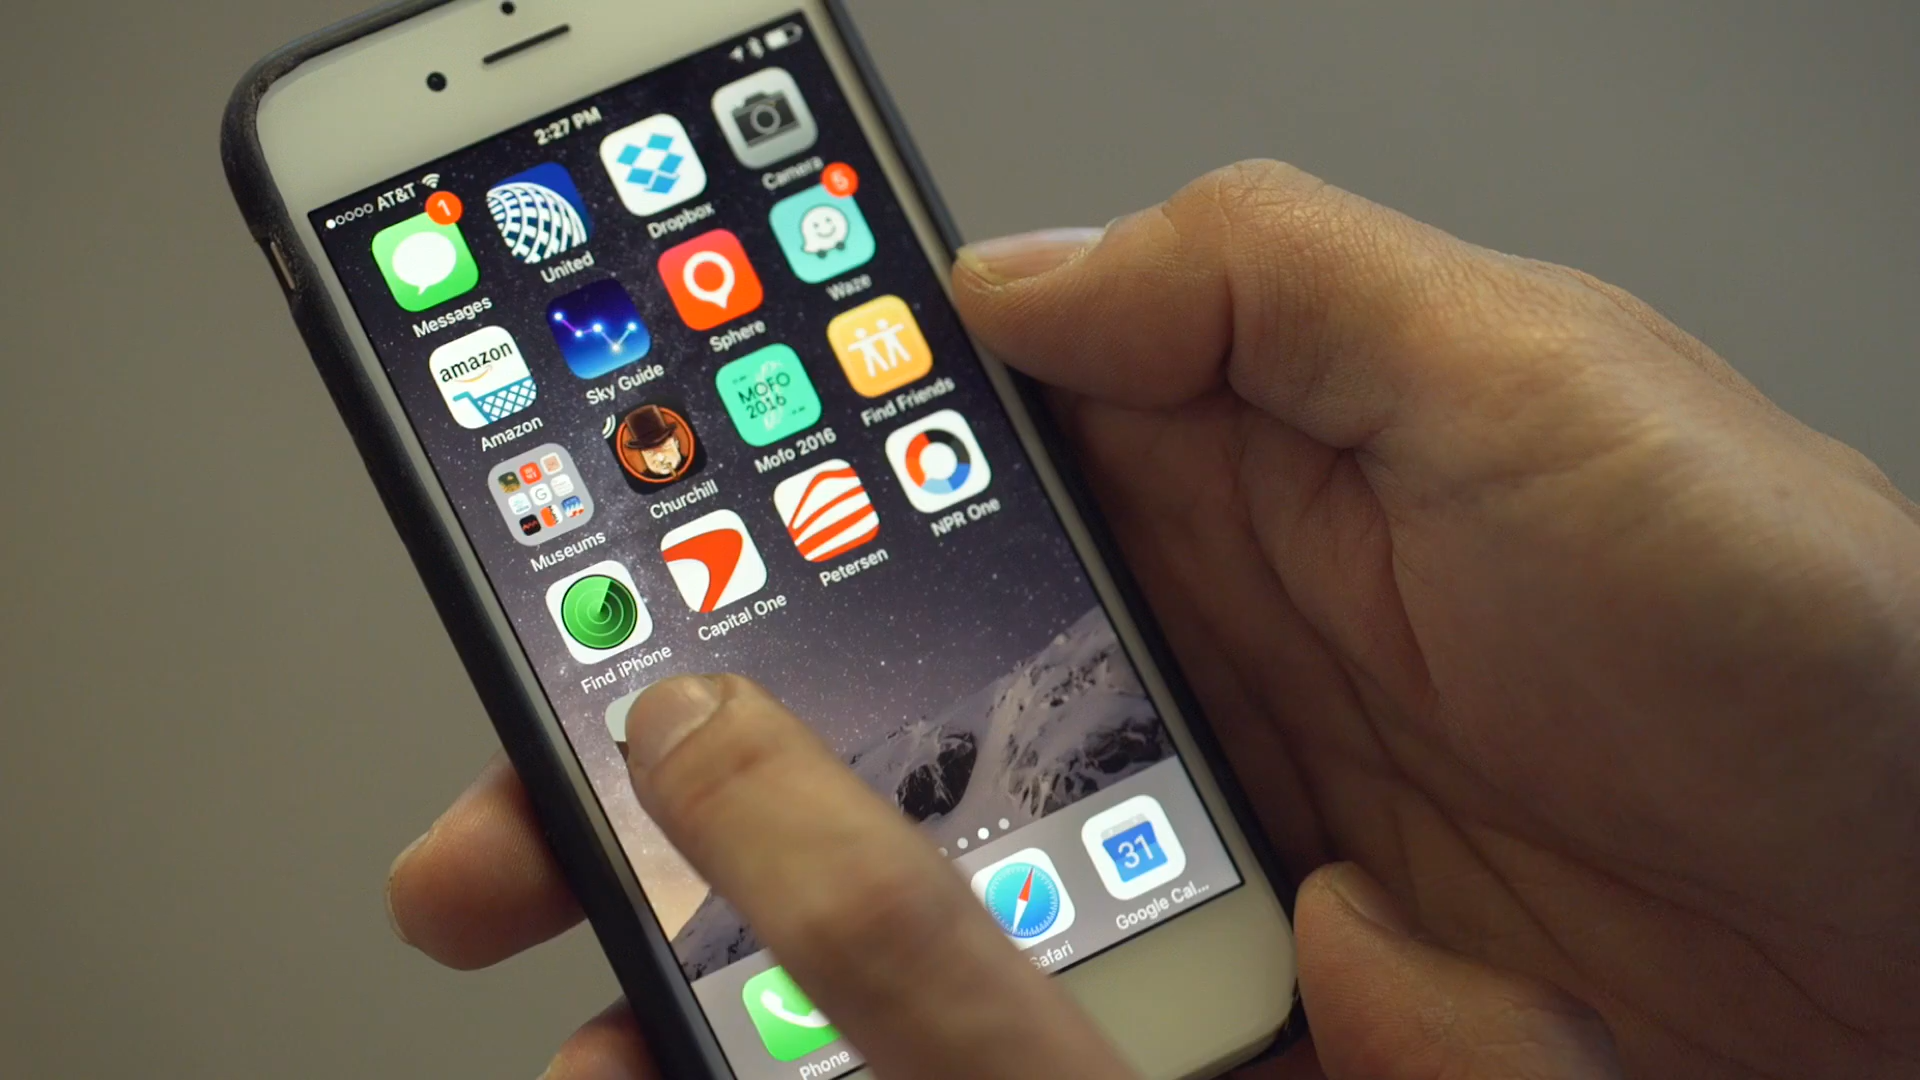 AT&T
2:27 PM
1
Messages
United
Dropbox
Camera
amazon
Amazon
Sky Guide
Sphere
5
Waze
Museums
Churchill
MOFO
2016
Mofo 2016
Find Friends
Find iPhone
Capital One
Petersen
NPR One
Phone
Safari
31
Google Cal...